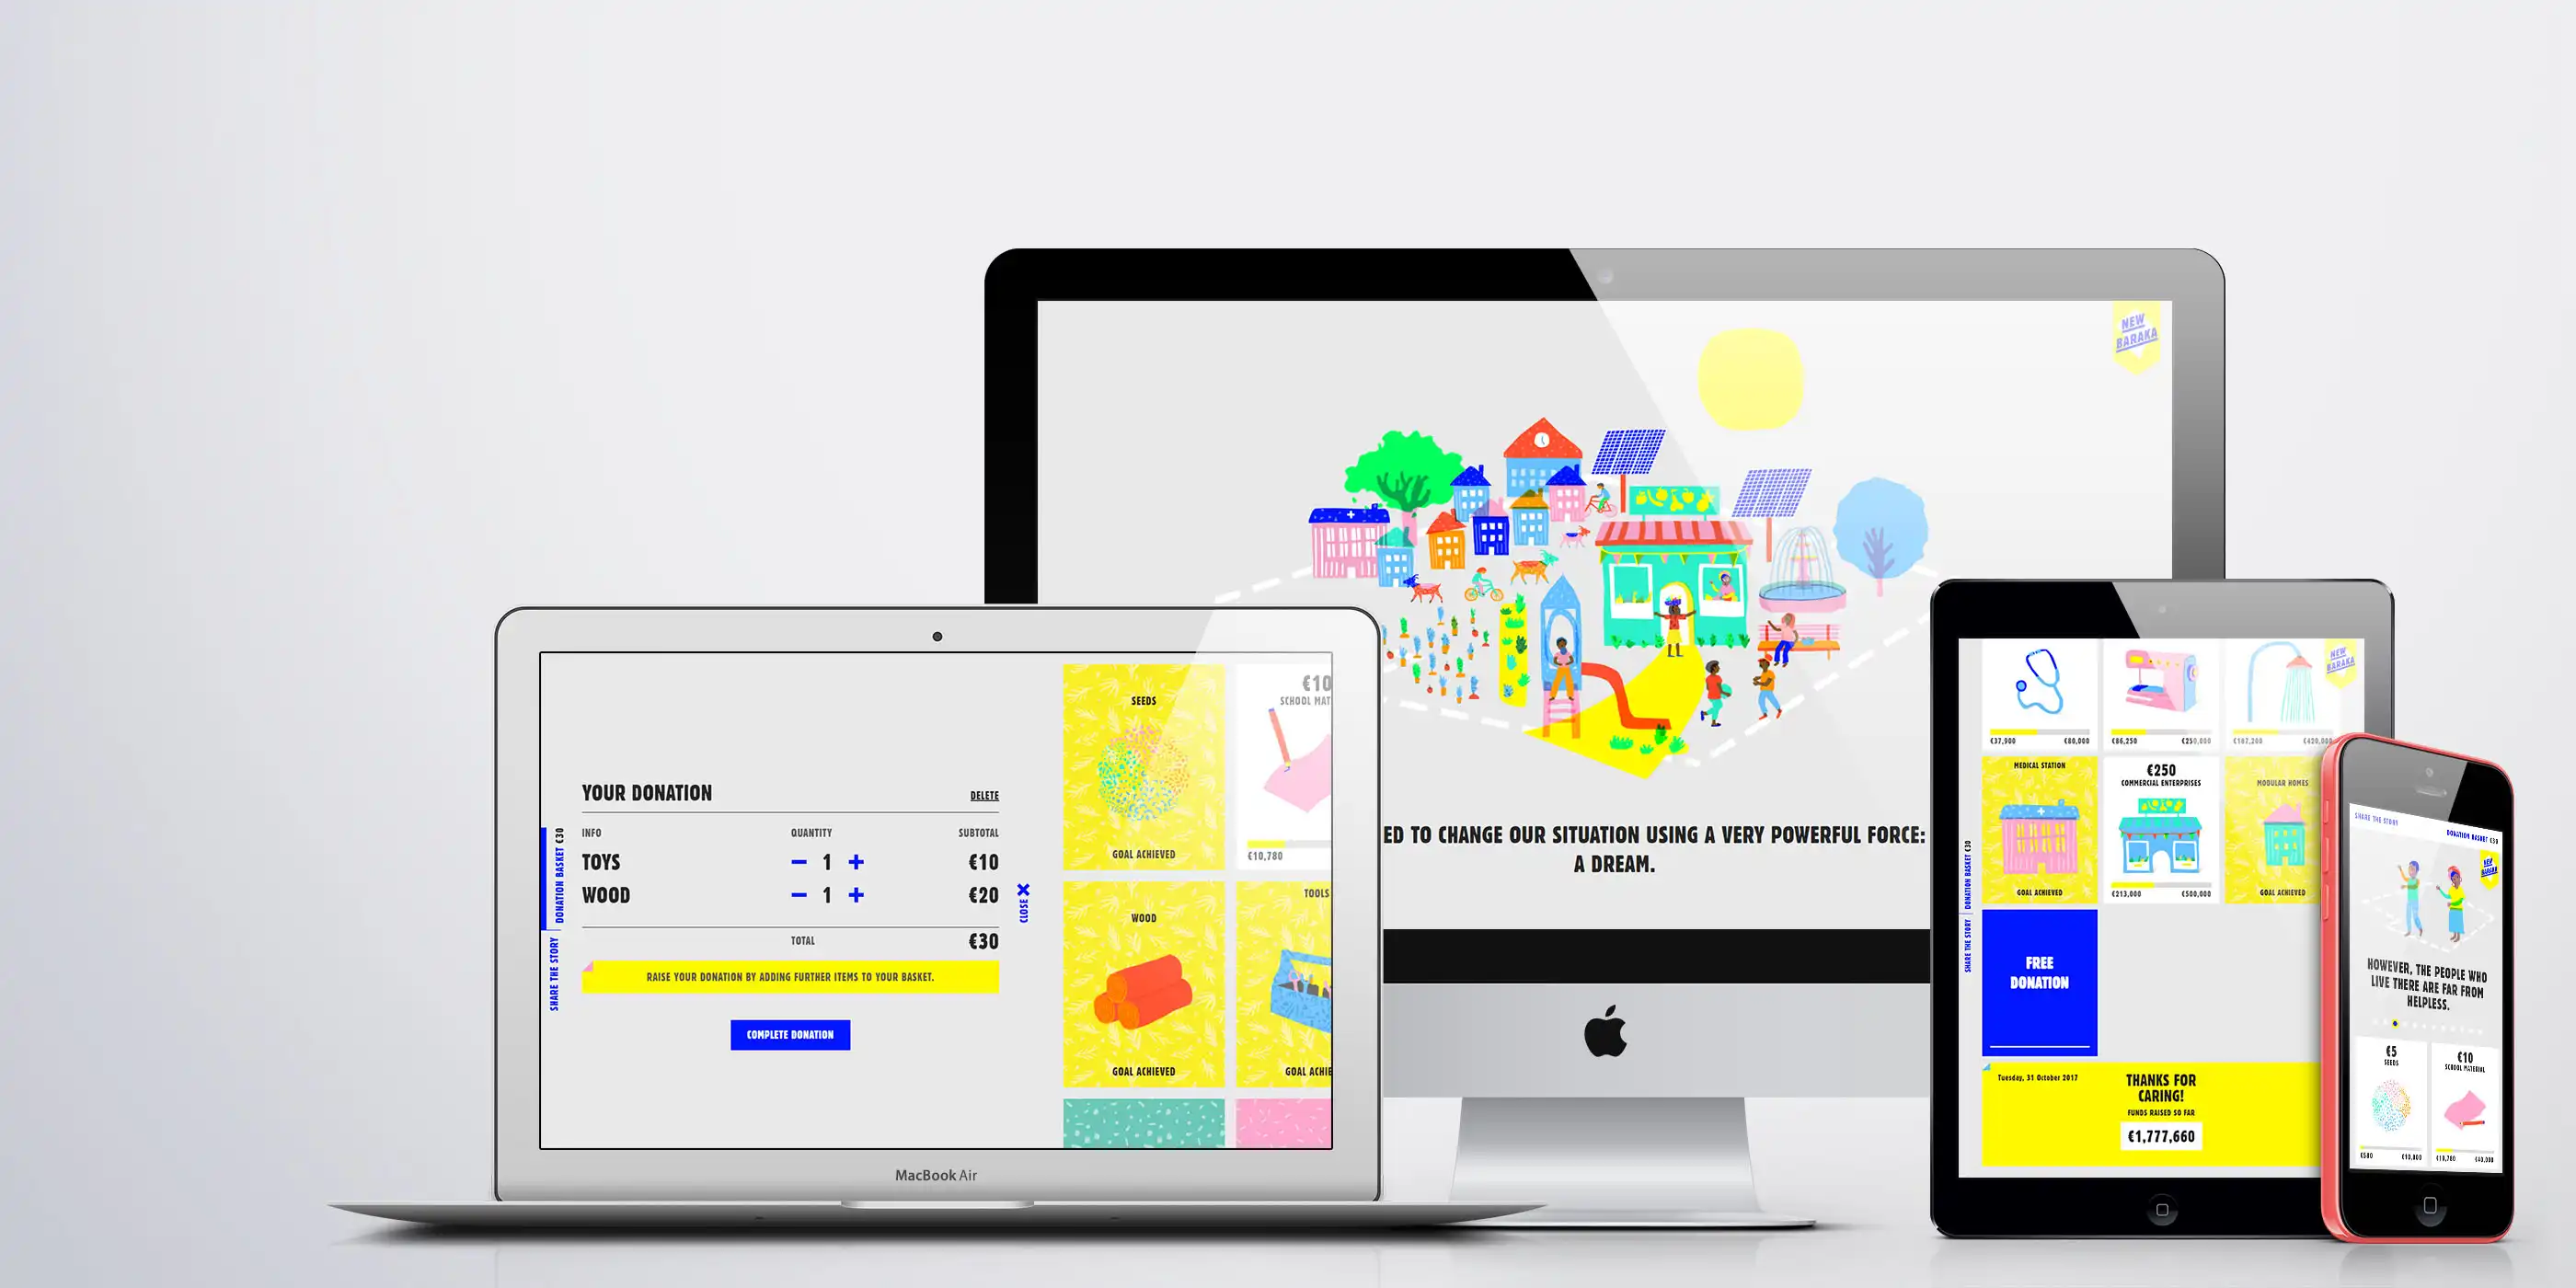 NEW
BARAKA
ED TO CHANGE OUR SITUATION USING A VERY POWERFUL FORCE:
A DREAM.
YOUR DONATION
DELETE
INFO QUANTITY SUBTOTAL
TOYS − 1 + €10
WOOD − 1 + €20
TOTAL €30
RAISE YOUR DONATION BY ADDING FURTHER ITEMS TO YOUR BASKET.
COMPLETE DONATION
SHARE THE STORY DONATION BASKET €30
CLOSE ×
SEEDS
GOAL ACHIEVED
€10
SCHOOL MAT
€10,780
WOOD
GOAL ACHIEVED
TOOLS
GOAL ACHIE
MacBook Air
NEW
BARAKA
€37,900 €80,000
€86,250 €250,000
€187,200 €420,000
MEDICAL STATION
GOAL ACHIEVED
€250
COMMERCIAL ENTERPRISES
€213,000 €500,000
MODULAR HOMES
GOAL ACHIEVED
SHARE THE STORY DONATION BASKET €30
FREE
DONATION
Tuesday, 31 October 2017
THANKS FOR
CARING!
FUNDS RAISED SO FAR
€1,777,660
SHARE THE STORY
DONATION BASKET €30
NEW
BARAKA
HOWEVER, THE PEOPLE WHO
LIVE THERE ARE FAR FROM
HELPLESS.
€5
SEEDS
€500 €10,000
€10
SCHOOL MATERIAL
€10,780 €40,000